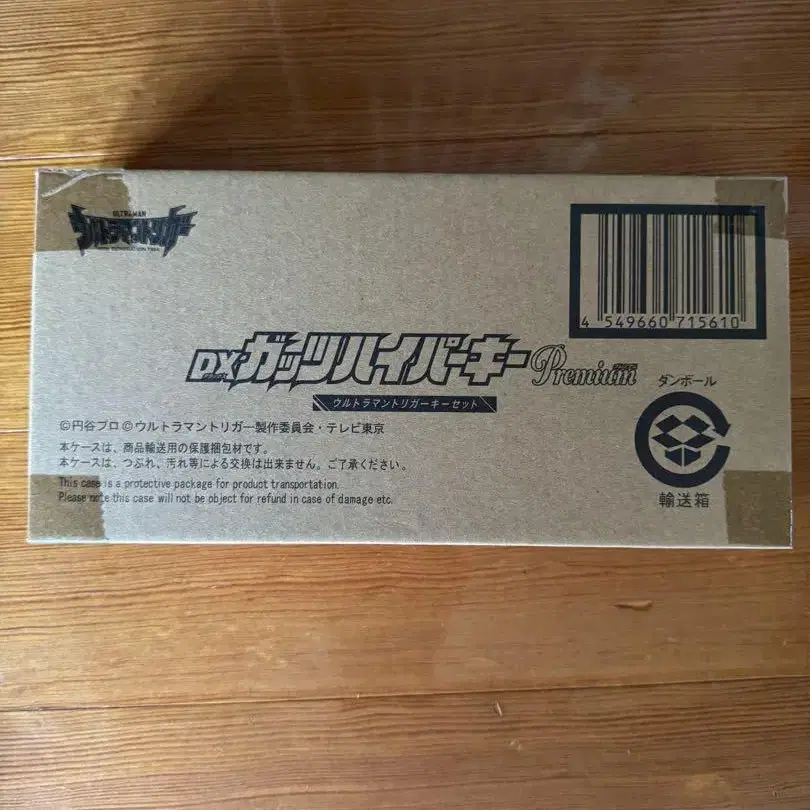 ULTRAMAN
ウルトラマントリガー
4 549660 715610
DXガッツハイパーキー Premium
ウルトラマントリガーキーセット
©円谷プロ ©ウルトラマントリガー製作委員会・テレビ東京
本ケースは、商品輸送用の保護梱包材です。
本ケースは、つぶれ、汚れ等による交換は出来ません。ご了承ください。
This case is a protective package for product transportation.
Please note this case will not be object for refund in case of damage etc.
ダンボール
輸送箱